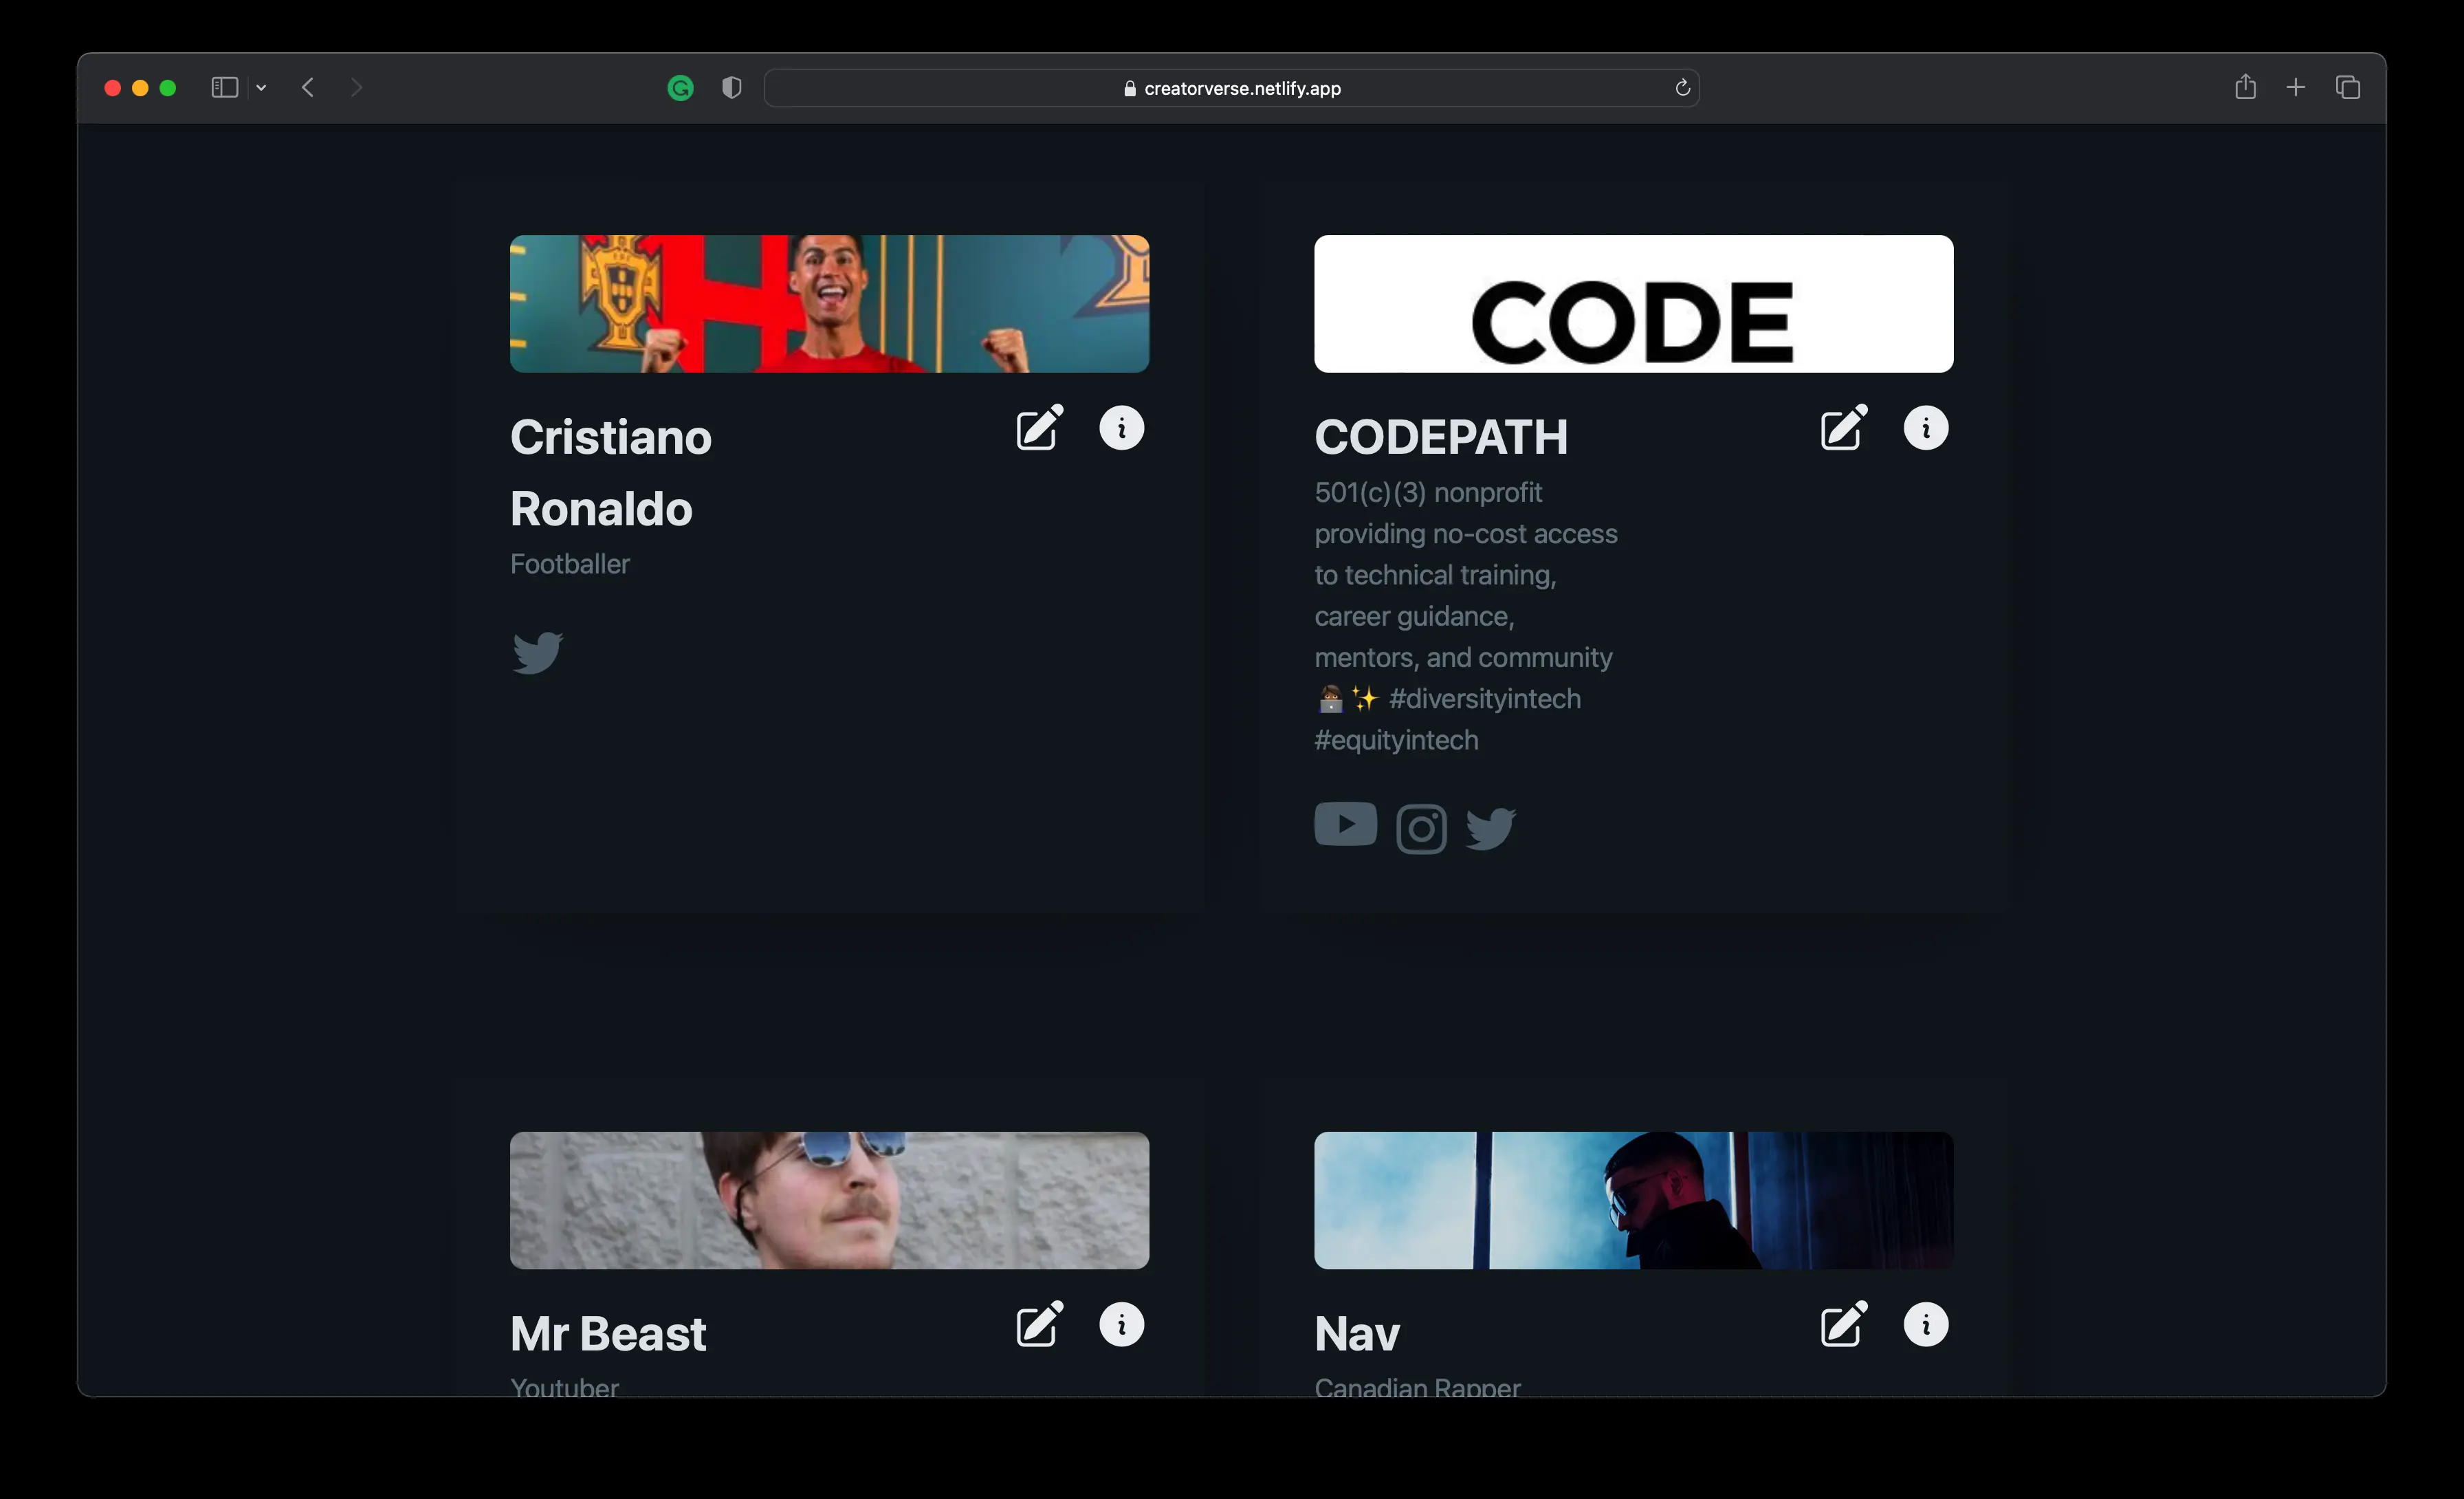 creatorverse.netlify.app
CODE
Cristiano
Ronaldo
Footballer
CODEPATH
501(c)(3) nonprofit
providing no-cost access
to technical training,
career guidance,
mentors, and community
👩🏾‍💻✨ #diversityintech
#equityintech
Mr Beast
Youtuber
Nav
Canadian Rapper